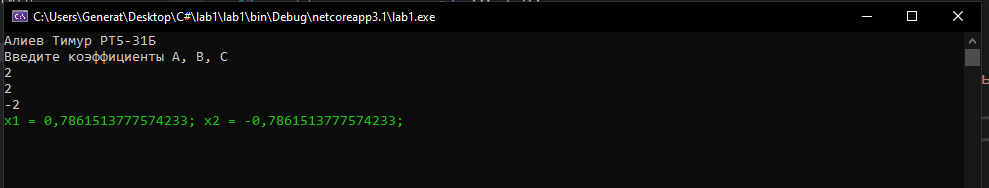 C:\Users\Generat\Desktop\C#\lab1\lab1\bin\Debug\netcoreapp3.1\lab1.exe
Алиев Тимур РТ5-31Б
Введите коэффициенты A, B, C
2
2
-2
x1 = 0,7861513777574233; x2 = -0,7861513777574233;